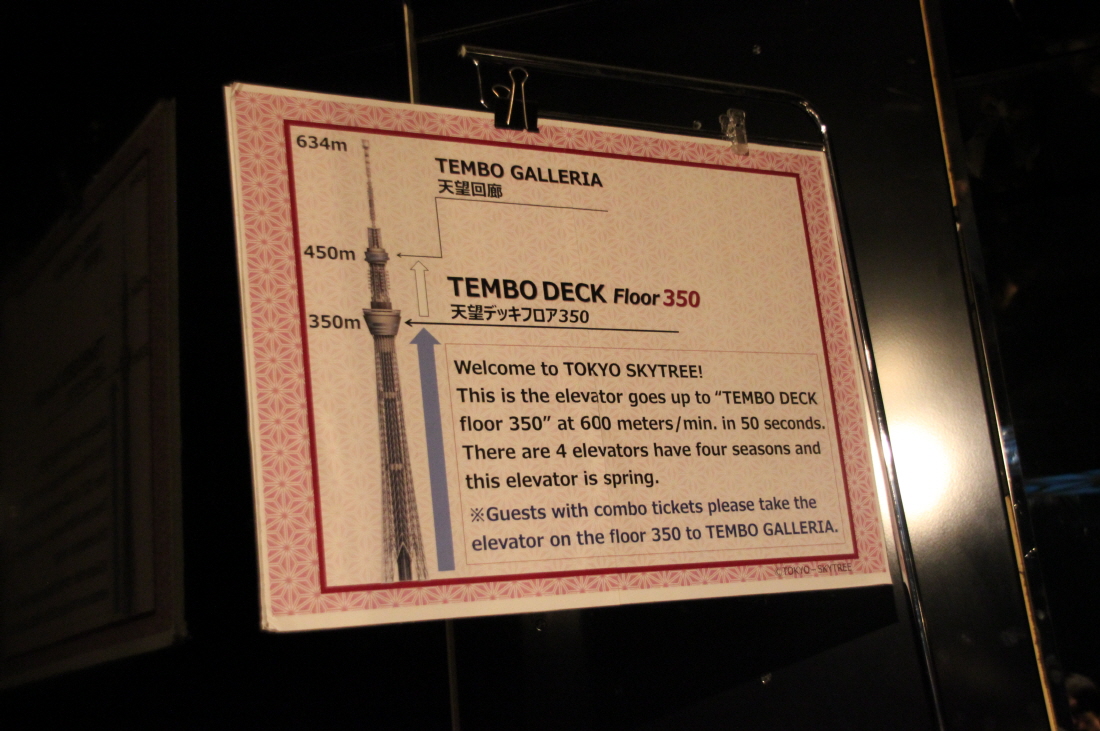 634m
TEMBO GALLERIA
天望回廊
450m
TEMBO DECK Floor 350
天望デッキフロア350
350m
Welcome to TOKYO SKYTREE!
This is the elevator goes up to “TEMBO DECK
floor 350” at 600 meters/min. in 50 seconds.
There are 4 elevators have four seasons and
this elevator is spring.
※Guests with combo tickets please take the
elevator on the floor 350 to TEMBO GALLERIA.
©TOKYO-SKYTREE